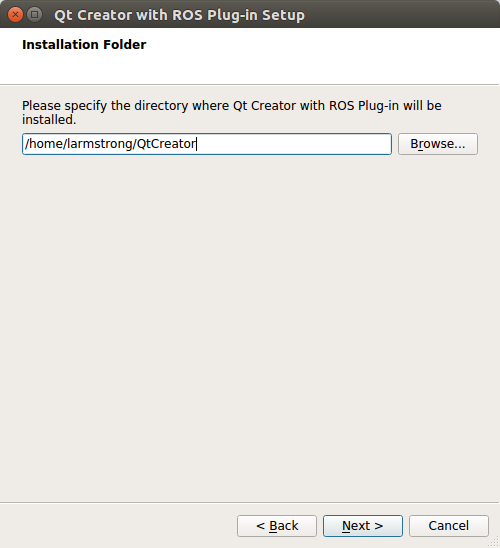 Qt Creator with ROS Plug-in Setup
Installation Folder
Please specify the directory where Qt Creator with ROS Plug-in will be
installed.
/home/larmstrong/QtCreator
Browse...
< Back
Next >
Cancel